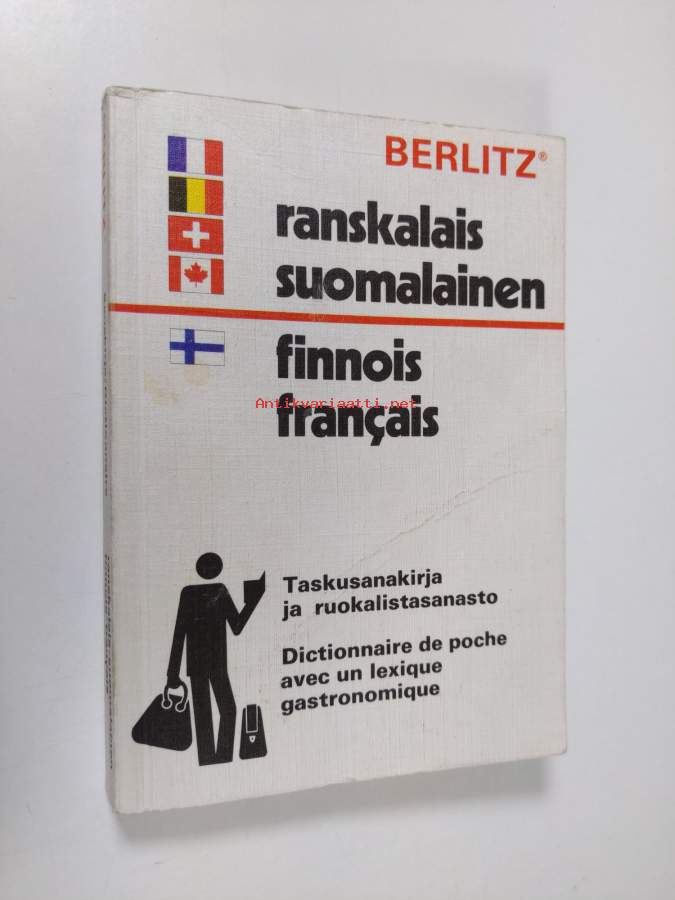 BERLITZ®
ranskalais
suomalainen
finnois
Antikvariaatti.net
français
Taskusanakirja
ja ruokalistasanasto
Dictionnaire de poche
avec un lexique
gastronomique